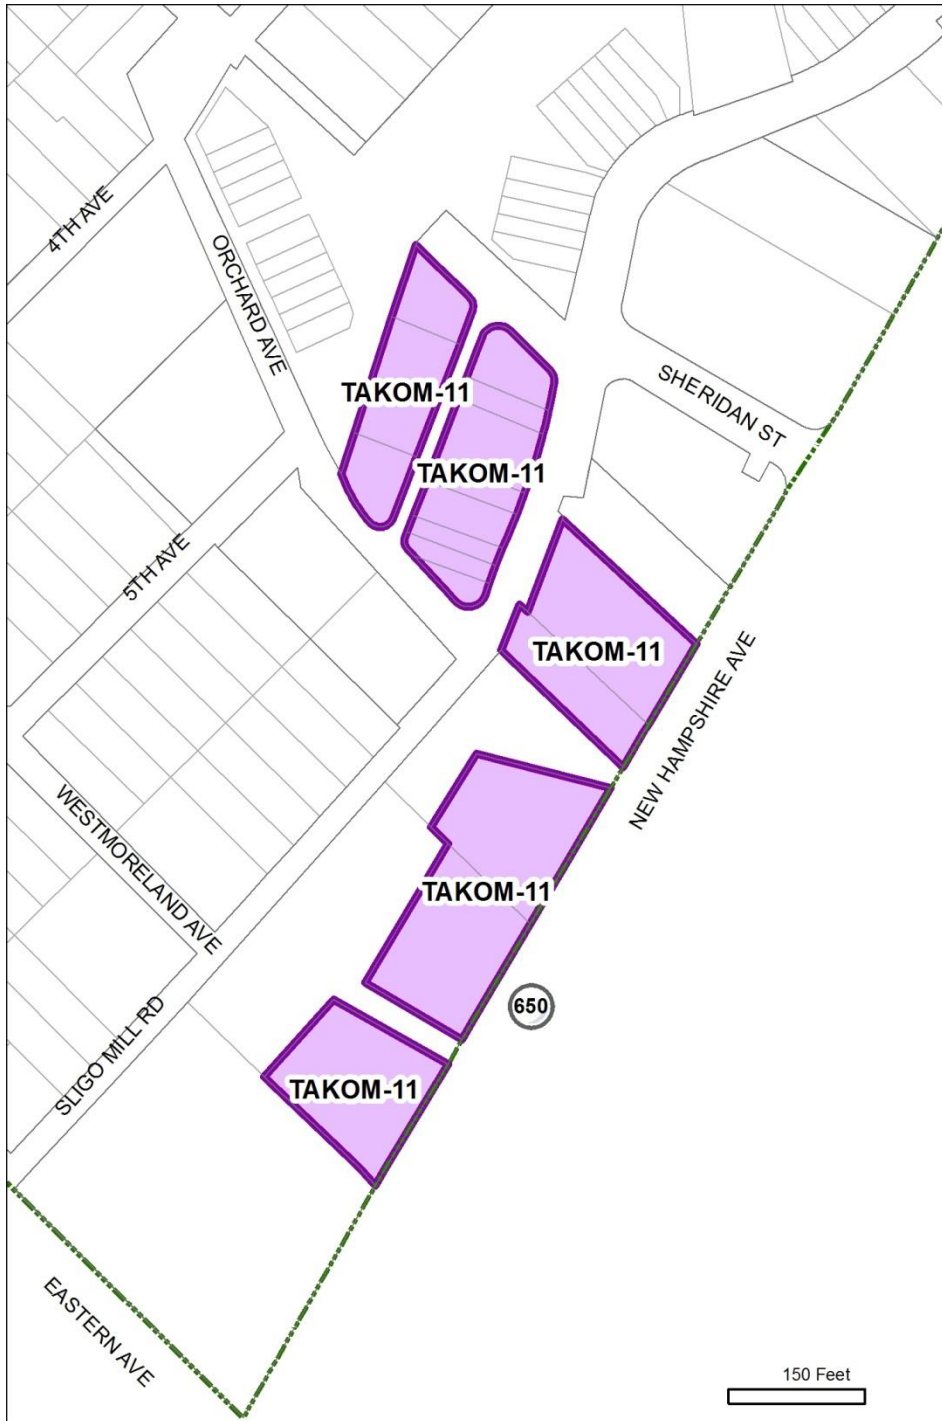 4TH AVE
ORCHARD AVE
SHERIDAN ST
TAKOM-11
TAKOM-11
5TH AVE
TAKOM-11
NEW HAMPSHIRE AVE
WESTMORELAND AVE
TAKOM-11
650
SLIGO MILL RD
TAKOM-11
EASTERN AVE
150 Feet